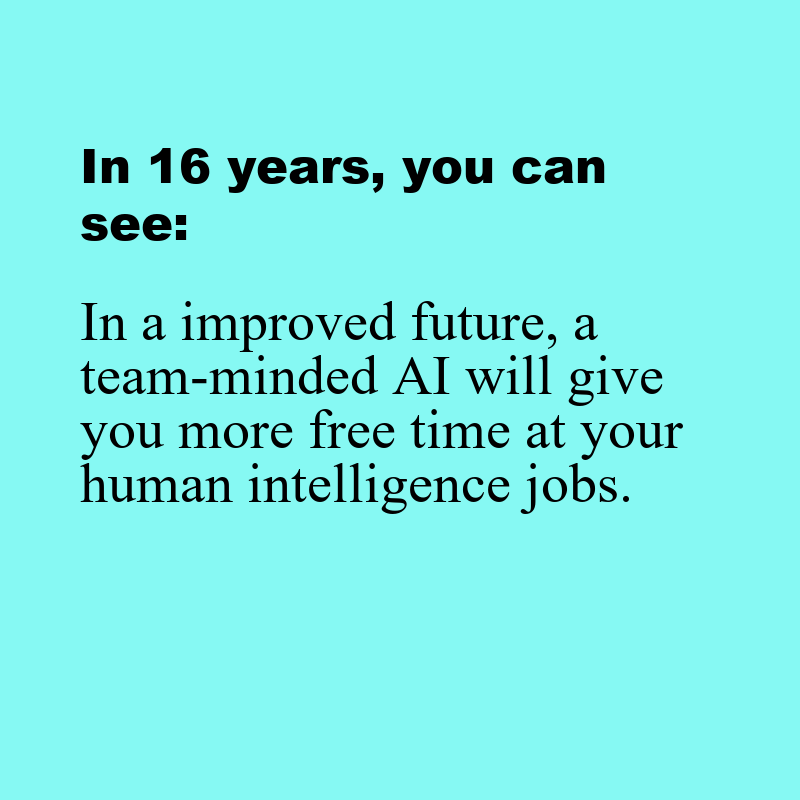 In 16 years, you can
see:
In a improved future, a
team-minded AI will give
you more free time at your
human intelligence jobs.